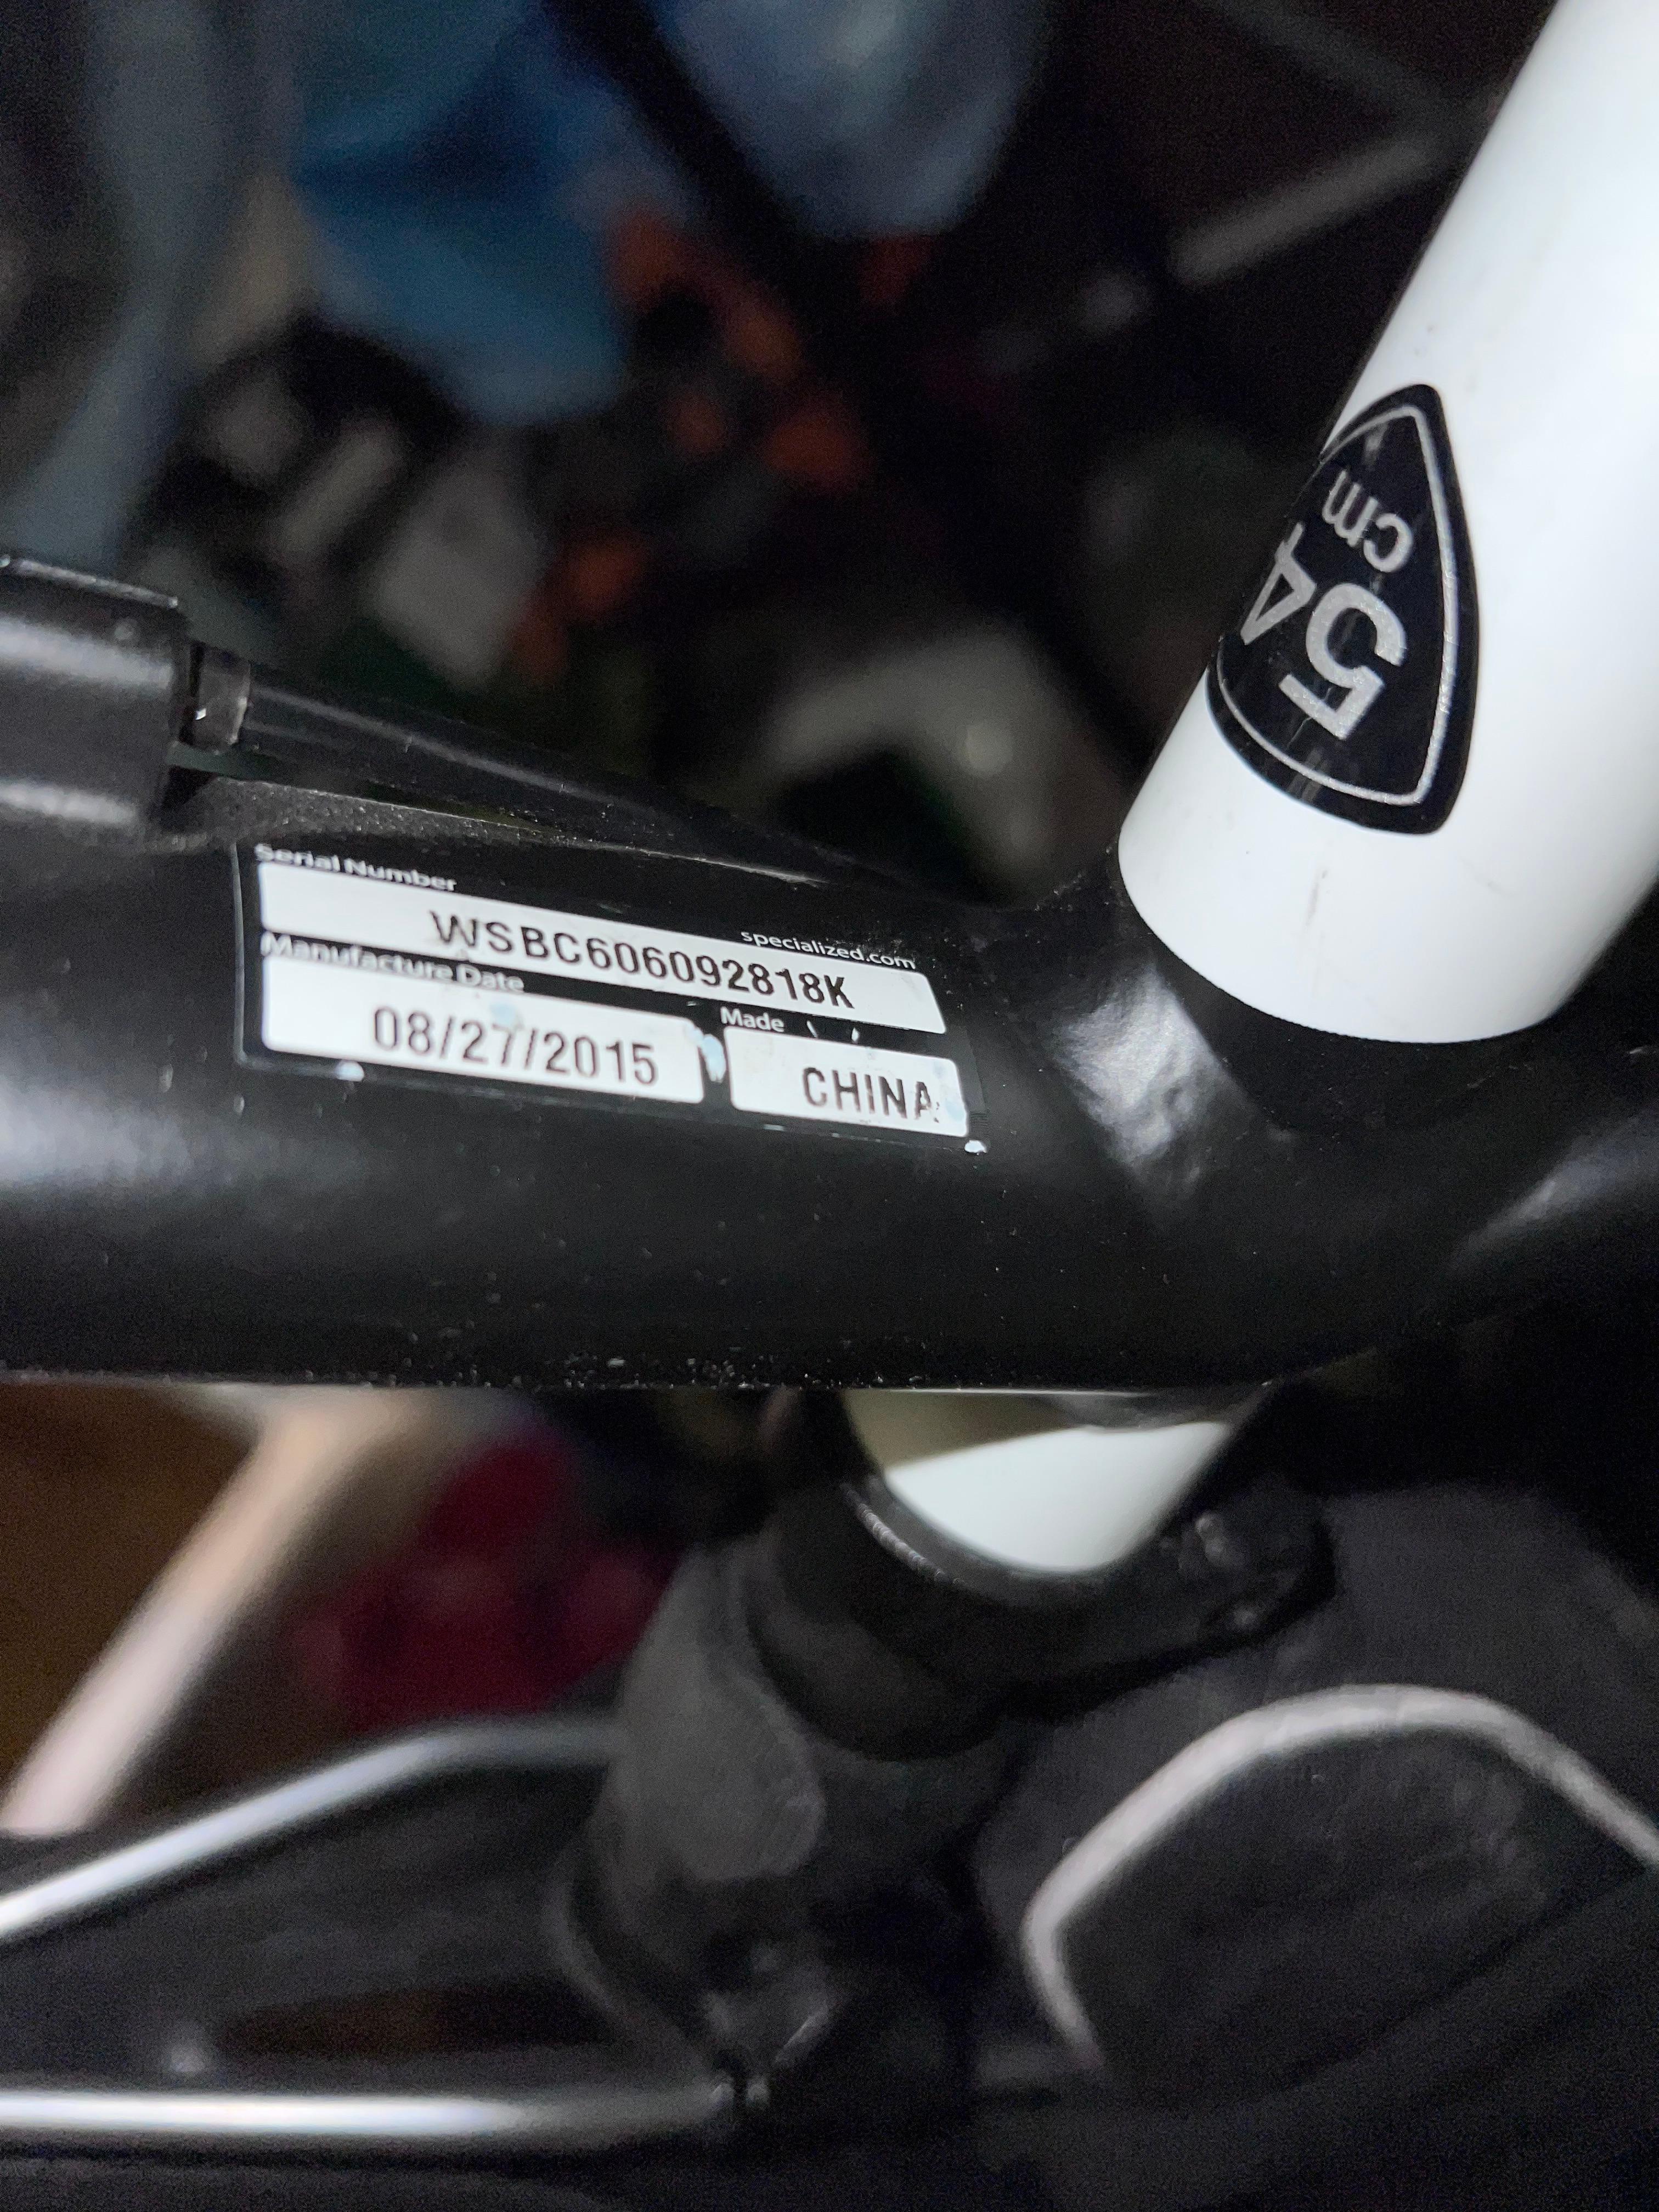 Serial Number
specialized.com
WSBC606092818K
Manufacture Date
Made
08/27/2015
CHINA
54
cm